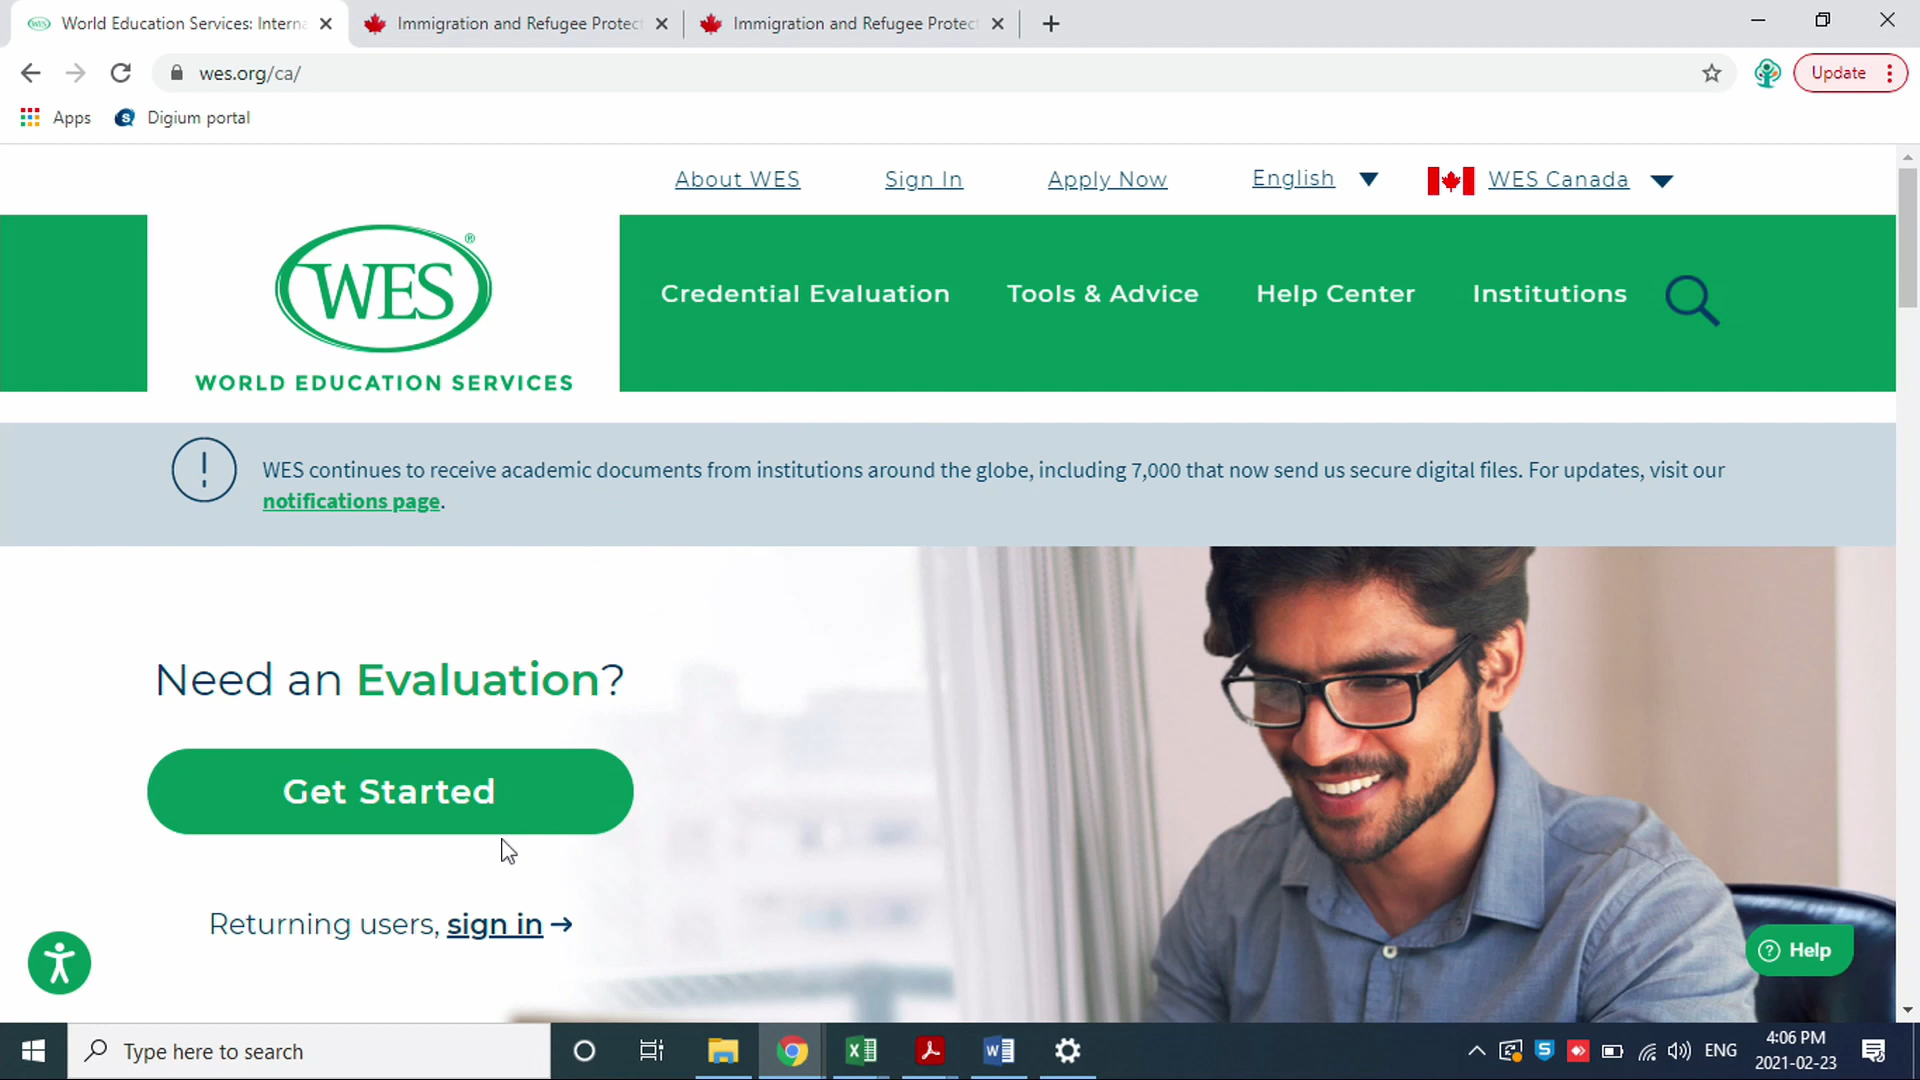 World Education Services: Interna
Immigration and Refugee Protect
Immigration and Refugee Protect
wes.org/ca/
Update
Apps
Digium portal
About WES
Sign In
Apply Now
English
WES Canada
WES
®
WORLD EDUCATION SERVICES
Credential Evaluation
Tools & Advice
Help Center
Institutions
WES continues to receive academic documents from institutions around the globe, including 7,000 that now send us secure digital files. For updates, visit our
notifications page.
Need an Evaluation?
Get Started
Returning users, sign in →
Help
Type here to search
ENG
4:06 PM
2021-02-23